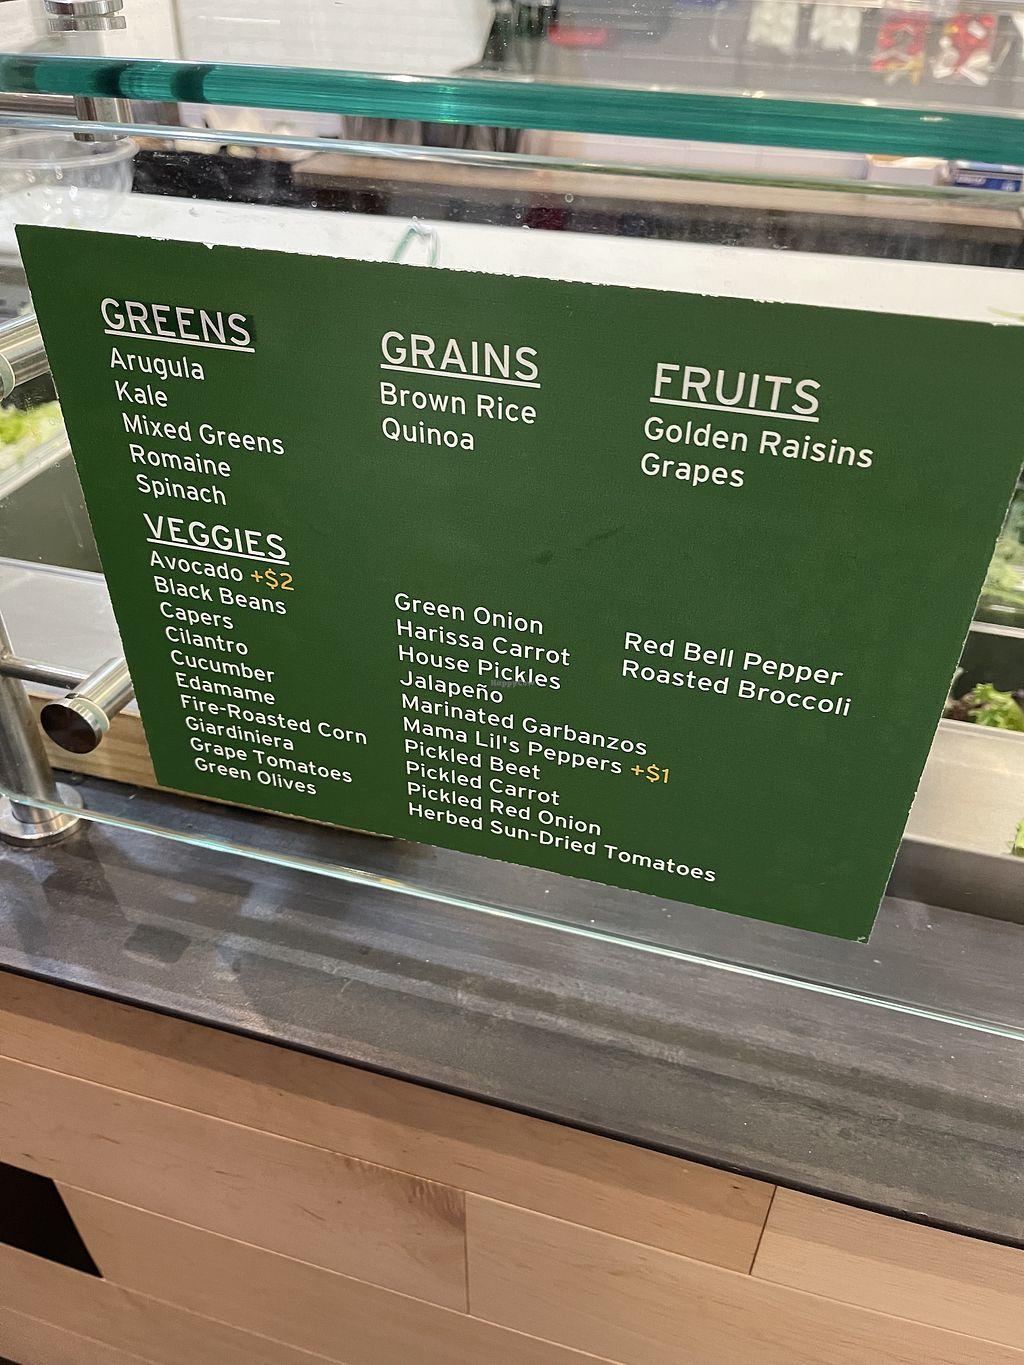 GREENS
Arugula
Kale
Mixed Greens
Romaine
Spinach
GRAINS
Brown Rice
Quinoa
FRUITS
Golden Raisins
Grapes
VEGGIES
Avocado +$2
Black Beans
Capers
Cilantro
Cucumber
Edamame
Fire-Roasted Corn
Giardiniera
Grape Tomatoes
Green Olives
Green Onion
Harissa Carrot
House Pickles
Jalapeño
Marinated Garbanzos
Mama Lil's Peppers +$1
Pickled Beet
Pickled Carrot
Pickled Red Onion
Herbed Sun-Dried Tomatoes
Red Bell Pepper
Roasted Broccoli